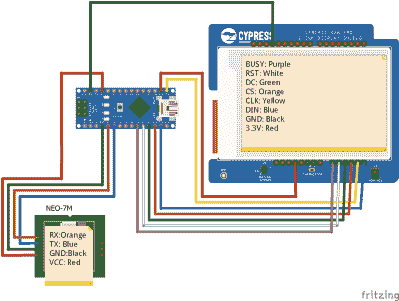 CYPRESS
BUSY: Purple
RST: White
DC: Green
CS: Orange
CLK: Yellow
DIN: Blue
GND: Black
3.3V: Red
NEO-7M
RX:Orange
TX: Blue
GND:Black
VCC: Red
fritzing